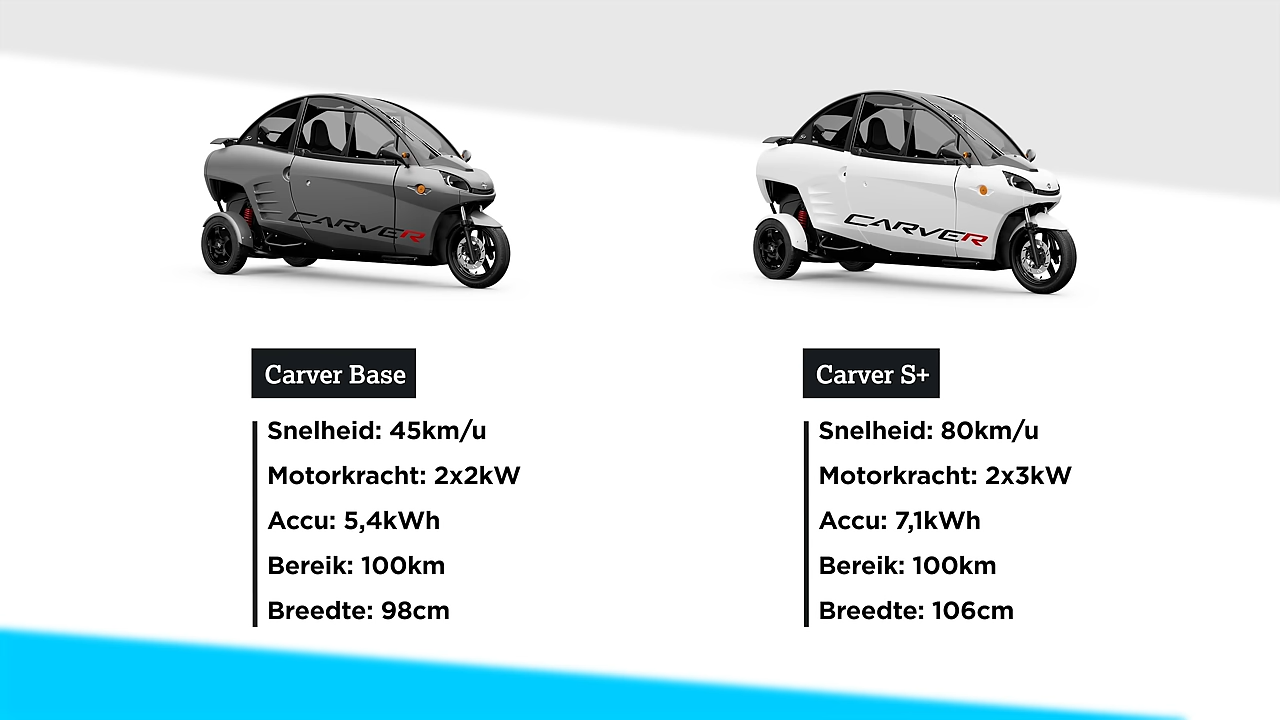 CARVER
CARVER
Carver Base
Snelheid: 45km/u
Motorkracht: 2x2kW
Accu: 5,4kWh
Bereik: 100km
Breedte: 98cm
Carver S+
Snelheid: 80km/u
Motorkracht: 2x3kW
Accu: 7,1kWh
Bereik: 100km
Breedte: 106cm